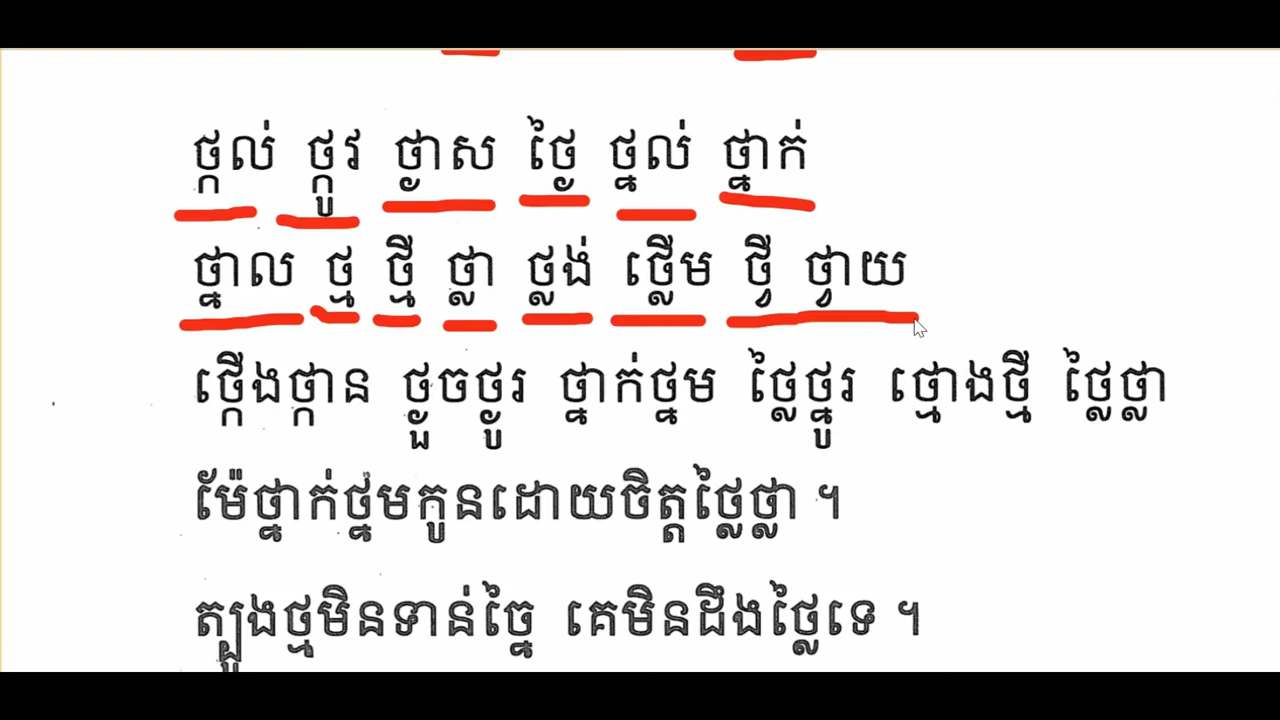 ថ្កល់ ថ្កូវ ថ្ងាស ថ្ងៃ ថ្នល់ ថ្នាក់
ថ្នាល ថ្ម ថ្មី ថ្លា ថ្លង់ ថ្លើម ថ្វី ថ្វាយ
ថ្កើងថ្កាន ថ្ងួចថ្ងូរ ថ្នាក់ថ្នម ថ្លៃថ្នូរ ថ្មោងថ្មី ថ្លៃថ្លា
ម៉ែថ្នាក់ថ្នមកូនដោយចិត្តថ្លៃថ្លា ។
ត្បូងថ្មមិនទាន់ច្នៃ គេមិនដឹងថ្លៃទេ ។